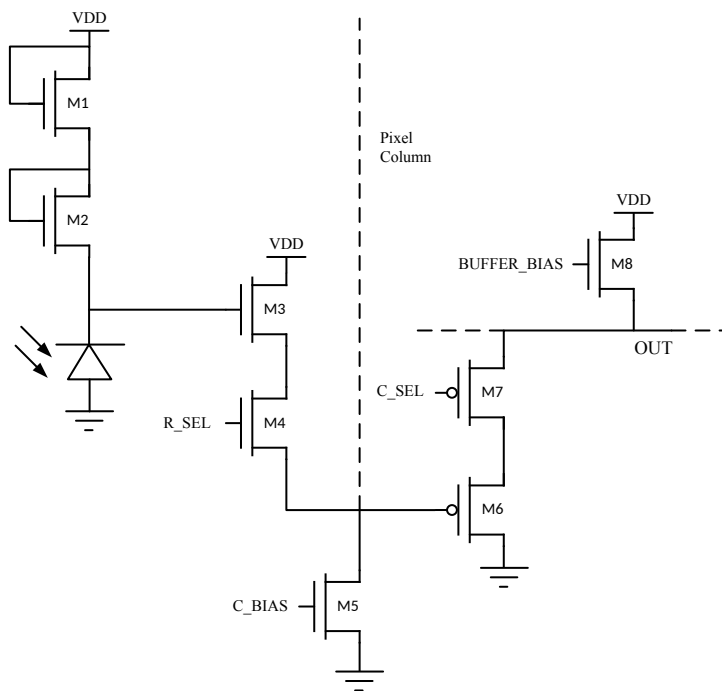 VDD
M1
Pixel
Column
M2
VDD
VDD
BUFFER_BIAS
M8
M3
OUT
C_SEL
M7
R_SEL
M4
M6
C_BIAS
M5